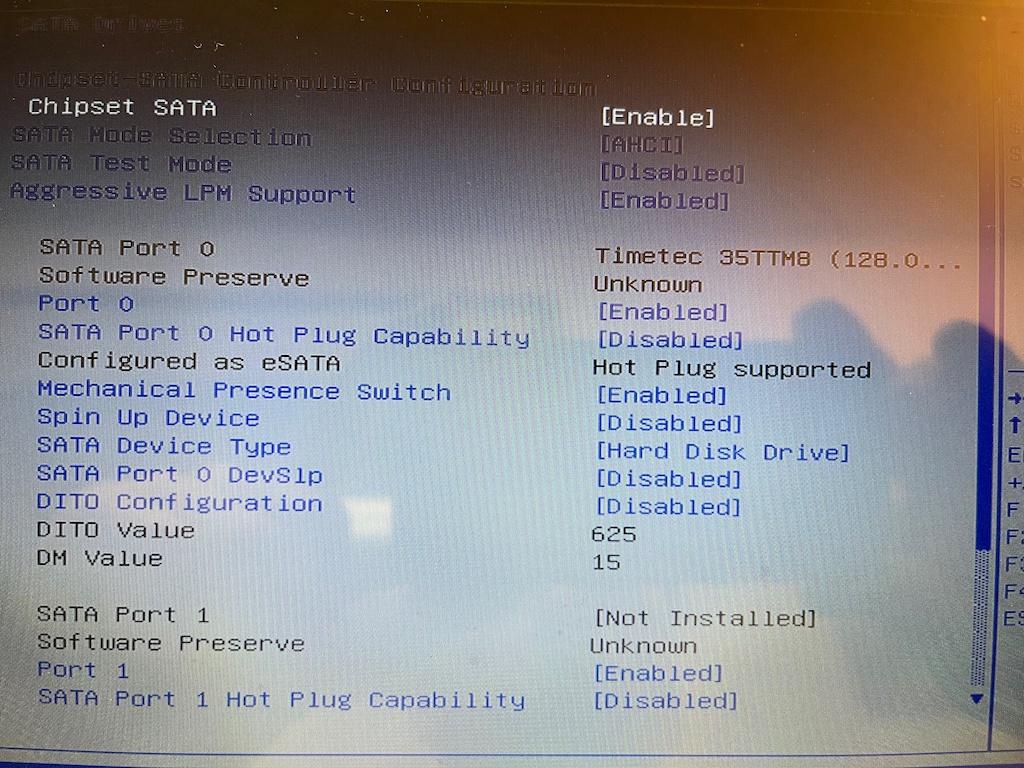 SATA Drives
Chipset-SATA Controller Configuration
Chipset SATA [Enable]
SATA Mode Selection [AHCI]
SATA Test Mode [Disabled]
Aggressive LPM Support [Enabled]
SATA Port 0 Timetec 35TTM8 (128.0...
Software Preserve Unknown
Port 0 [Enabled]
SATA Port 0 Hot Plug Capability [Disabled]
Configured as eSATA Hot Plug supported
Mechanical Presence Switch [Enabled]
Spin Up Device [Disabled]
SATA Device Type [Hard Disk Drive]
SATA Port 0 DevSlp [Disabled]
DITO Configuration [Disabled]
DITO Value 625
DM Value 15
SATA Port 1 [Not Installed]
Software Preserve Unknown
Port 1 [Enabled]
SATA Port 1 Hot Plug Capability [Disabled]